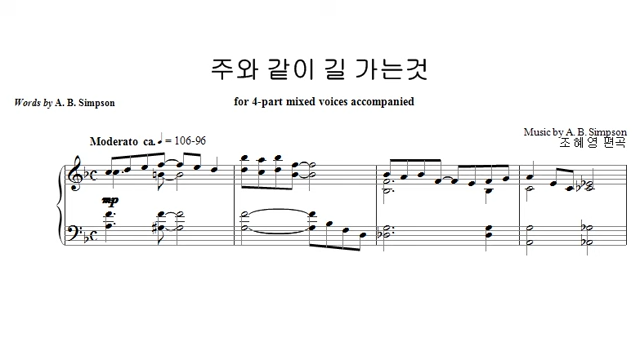 주와 같이 길 가는것
Words by A. B. Simpson
for 4-part mixed voices accompanied
Music by A. B. Simpson
조 혜 영 편곡
Moderato ca. ♩ = 106-96
mp